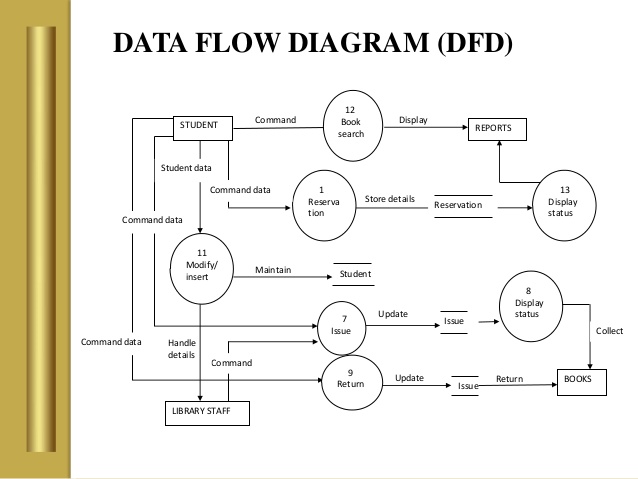 DATA FLOW DIAGRAM (DFD)
12
Book
search
STUDENT
Command
Display
REPORTS
Student data
Command data
1
Reserva
tion
Store details
Reservation
13
Display
status
Command data
11
Modify/
insert
Maintain
Student
8
Display
status
7
Issue
Update
Issue
Collect
Command data
Handle
details
Command
9
Return
Update
Issue
Return
BOOKS
LIBRARY STAFF